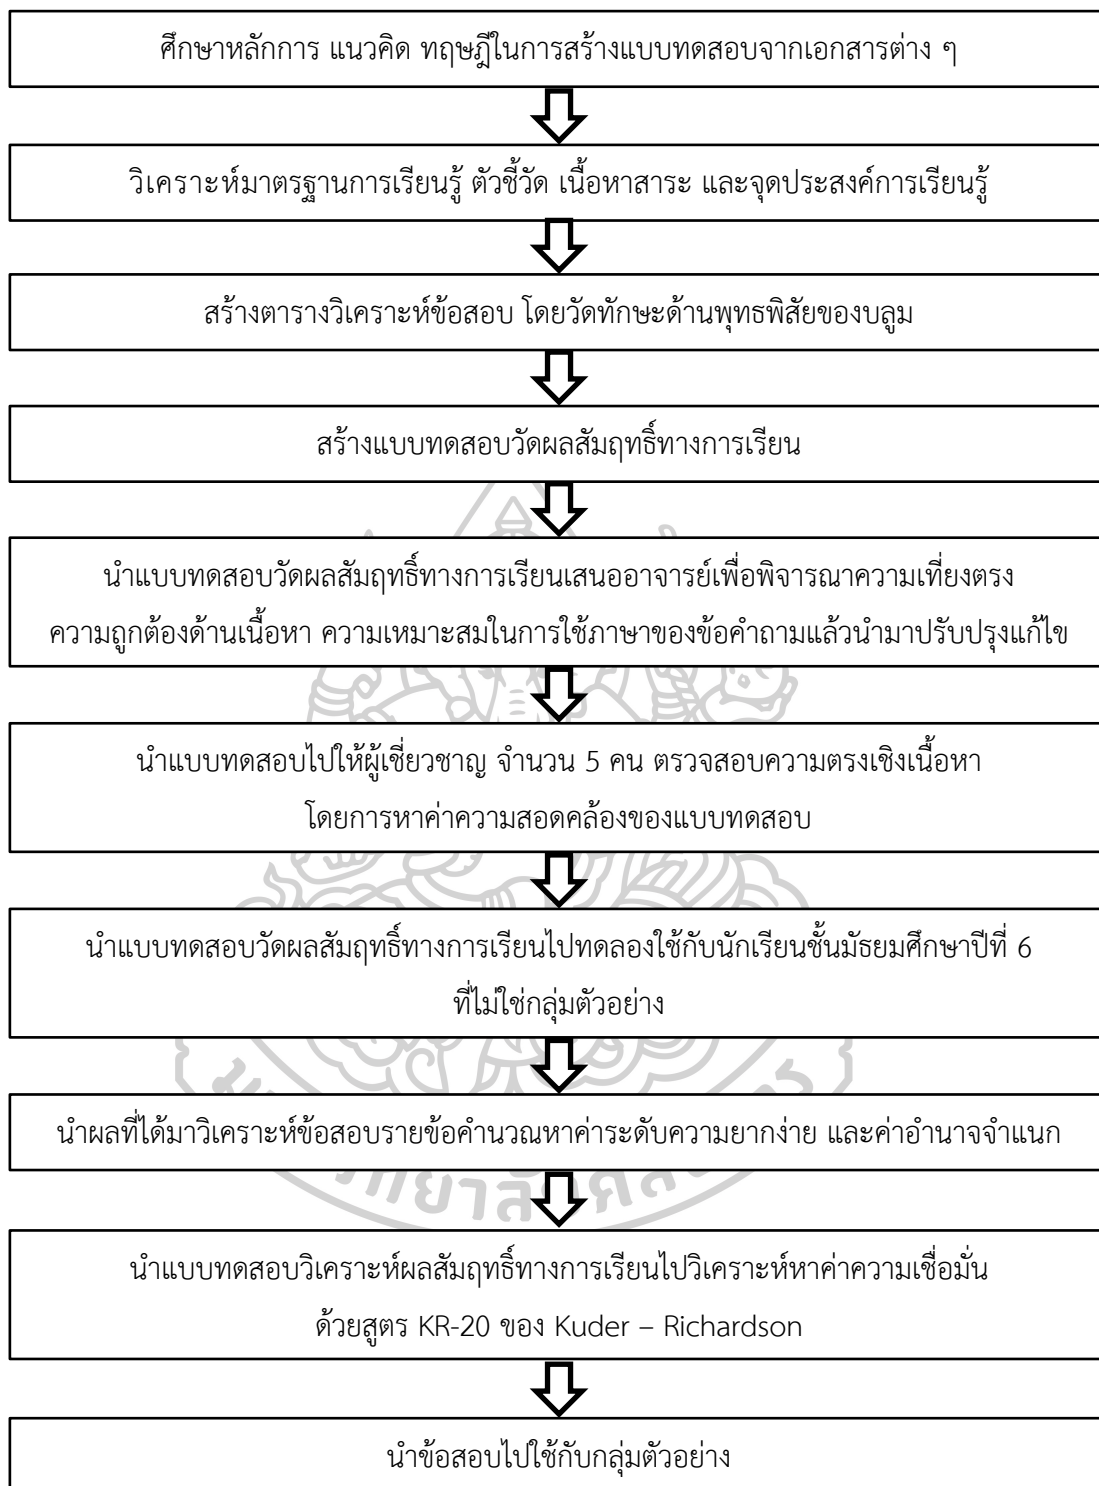 ศึกษาหลักการ แนวคิด ทฤษฎีในการสร้างแบบทดสอบจากเอกสารต่าง ๆ
วิเคราะห์มาตรฐานการเรียนรู้ ตัวชี้วัด เนื้อหาสาระ และจุดประสงค์การเรียนรู้
สร้างตารางวิเคราะห์ข้อสอบ โดยวัดทักษะด้านพุทธพิสัยของบลูม
สร้างแบบทดสอบวัดผลสัมฤทธิ์ทางการเรียน
นำแบบทดสอบวัดผลสัมฤทธิ์ทางการเรียนเสนออาจารย์เพื่อพิจารณาความเที่ยงตรง
ความถูกต้องด้านเนื้อหา ความเหมาะสมในการใช้ภาษาของข้อคำถามแล้วนำมาปรับปรุงแก้ไข
นำแบบทดสอบไปให้ผู้เชี่ยวชาญ จำนวน 5 คน ตรวจสอบความตรงเชิงเนื้อหา
โดยการหาค่าความสอดคล้องของแบบทดสอบ
นำแบบทดสอบวัดผลสัมฤทธิ์ทางการเรียนไปทดลองใช้กับนักเรียนชั้นมัธยมศึกษาปีที่ 6
ที่ไม่ใช่กลุ่มตัวอย่าง
นำผลที่ได้มาวิเคราะห์ข้อสอบรายข้อคำนวณหาค่าระดับความยากง่าย และค่าอำนาจจำแนก
นำแบบทดสอบวิเคราะห์ผลสัมฤทธิ์ทางการเรียนไปวิเคราะห์หาค่าความเชื่อมั่น
ด้วยสูตร KR-20 ของ Kuder – Richardson
นำข้อสอบไปใช้กับกลุ่มตัวอย่าง